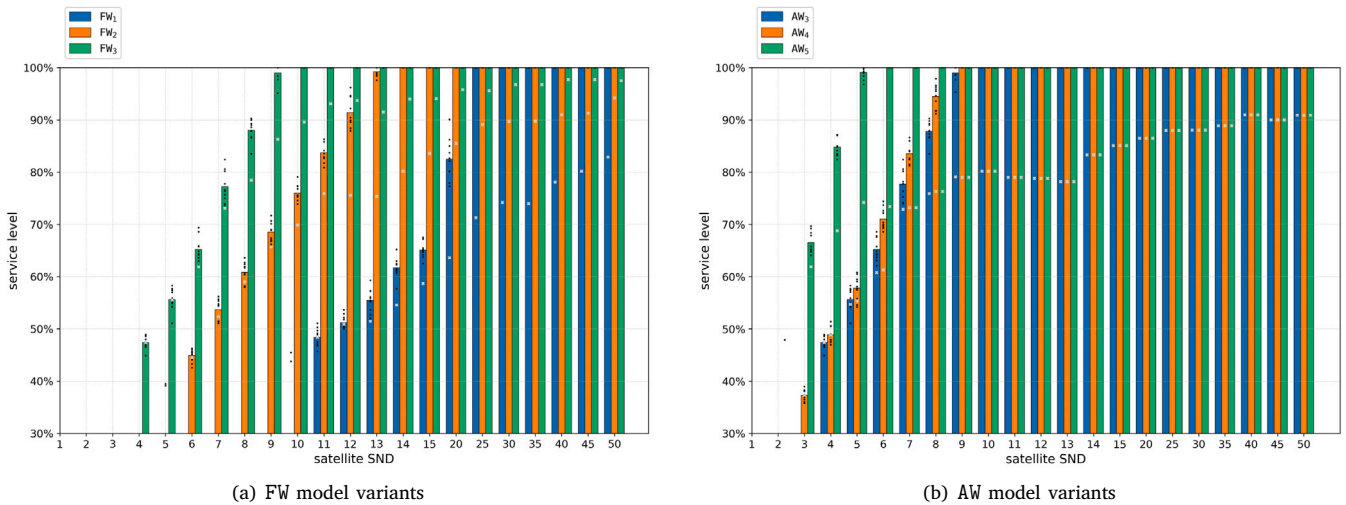 FW₁
FW₂
FW₃
100%
90%
80%
70%
60%
50%
40%
30%
service level
1 2 3 4 5 6 7 8 9 10 11 12 13 14 15 20 25 30 35 40 45 50
satellite SND
(a) FW model variants
AW₃
AW₄
AW₅
100%
90%
80%
70%
60%
50%
40%
30%
service level
1 2 3 4 5 6 7 8 9 10 11 12 13 14 15 20 25 30 35 40 45 50
satellite SND
(b) AW model variants